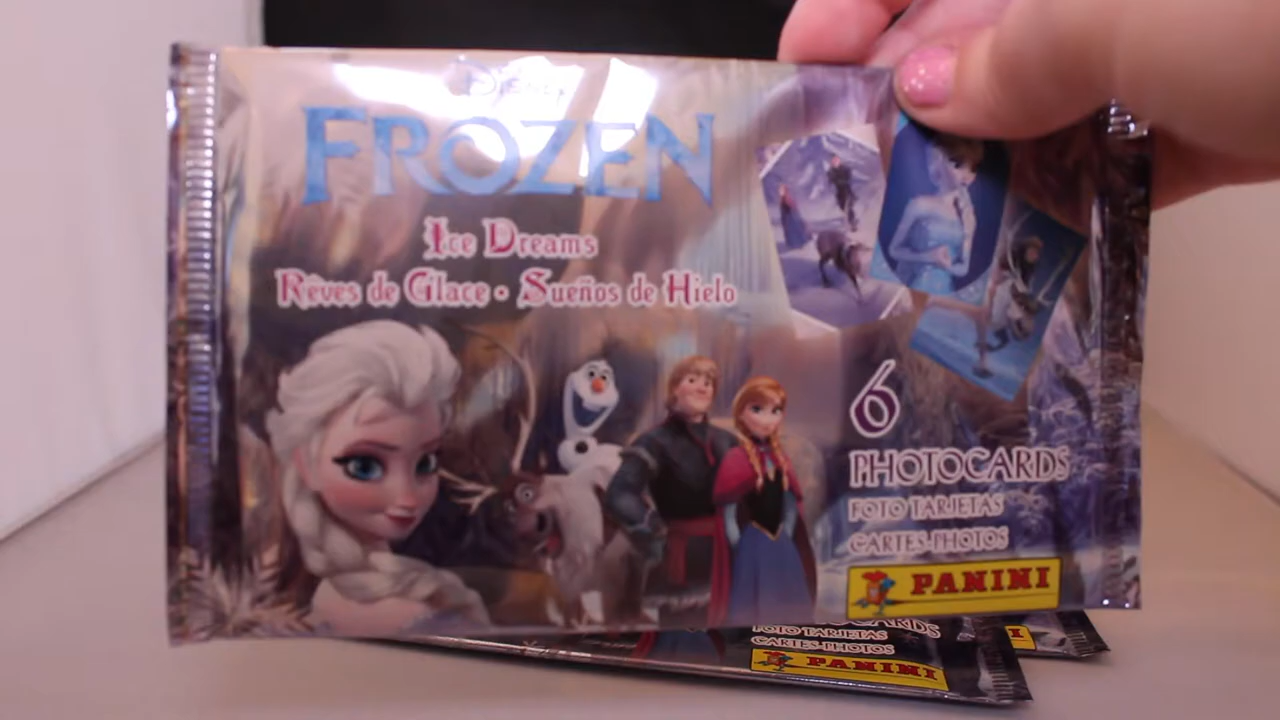 DISNEY
FROZEN
Ice Dreams
Rêves de Glace • Sueños de Hielo
6
PHOTOCARDS
FOTO TARJETAS
CARTES-PHOTOS
PANINI
FOTO TARJETAS
CARTES-PHOTOS
PANINI